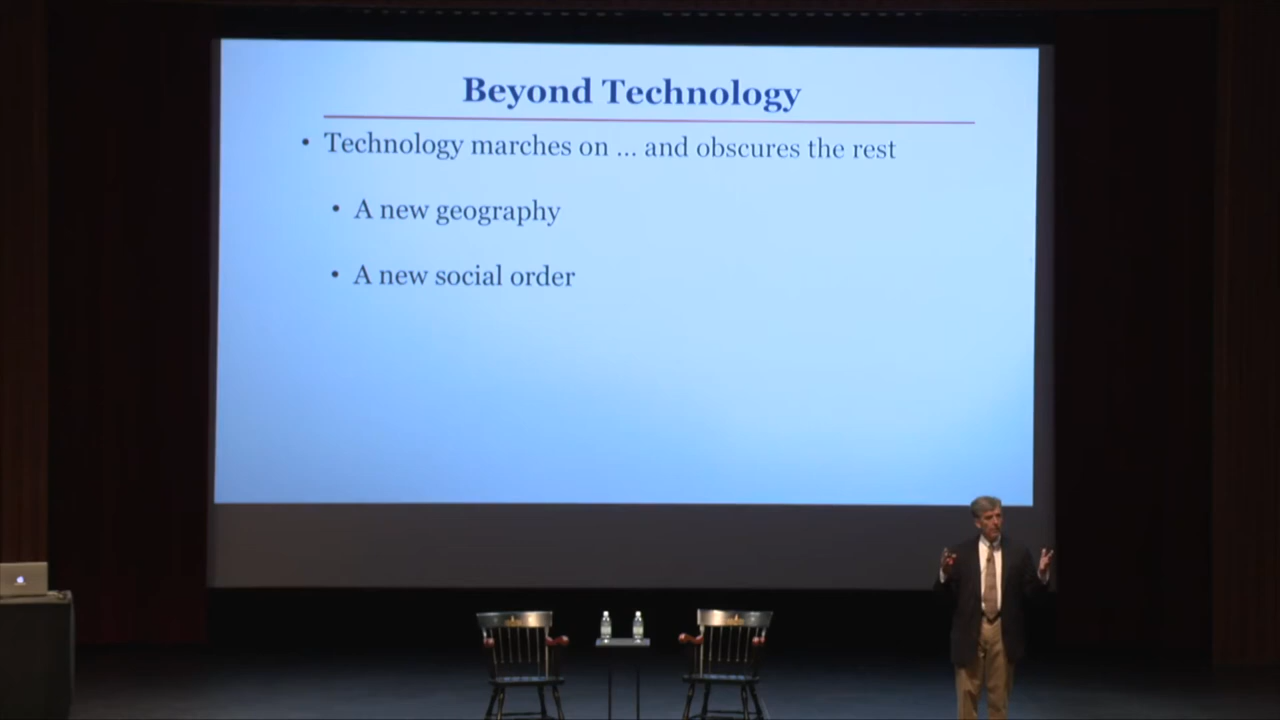 Beyond Technology
• Technology marches on ... and obscures the rest
• A new geography
• A new social order